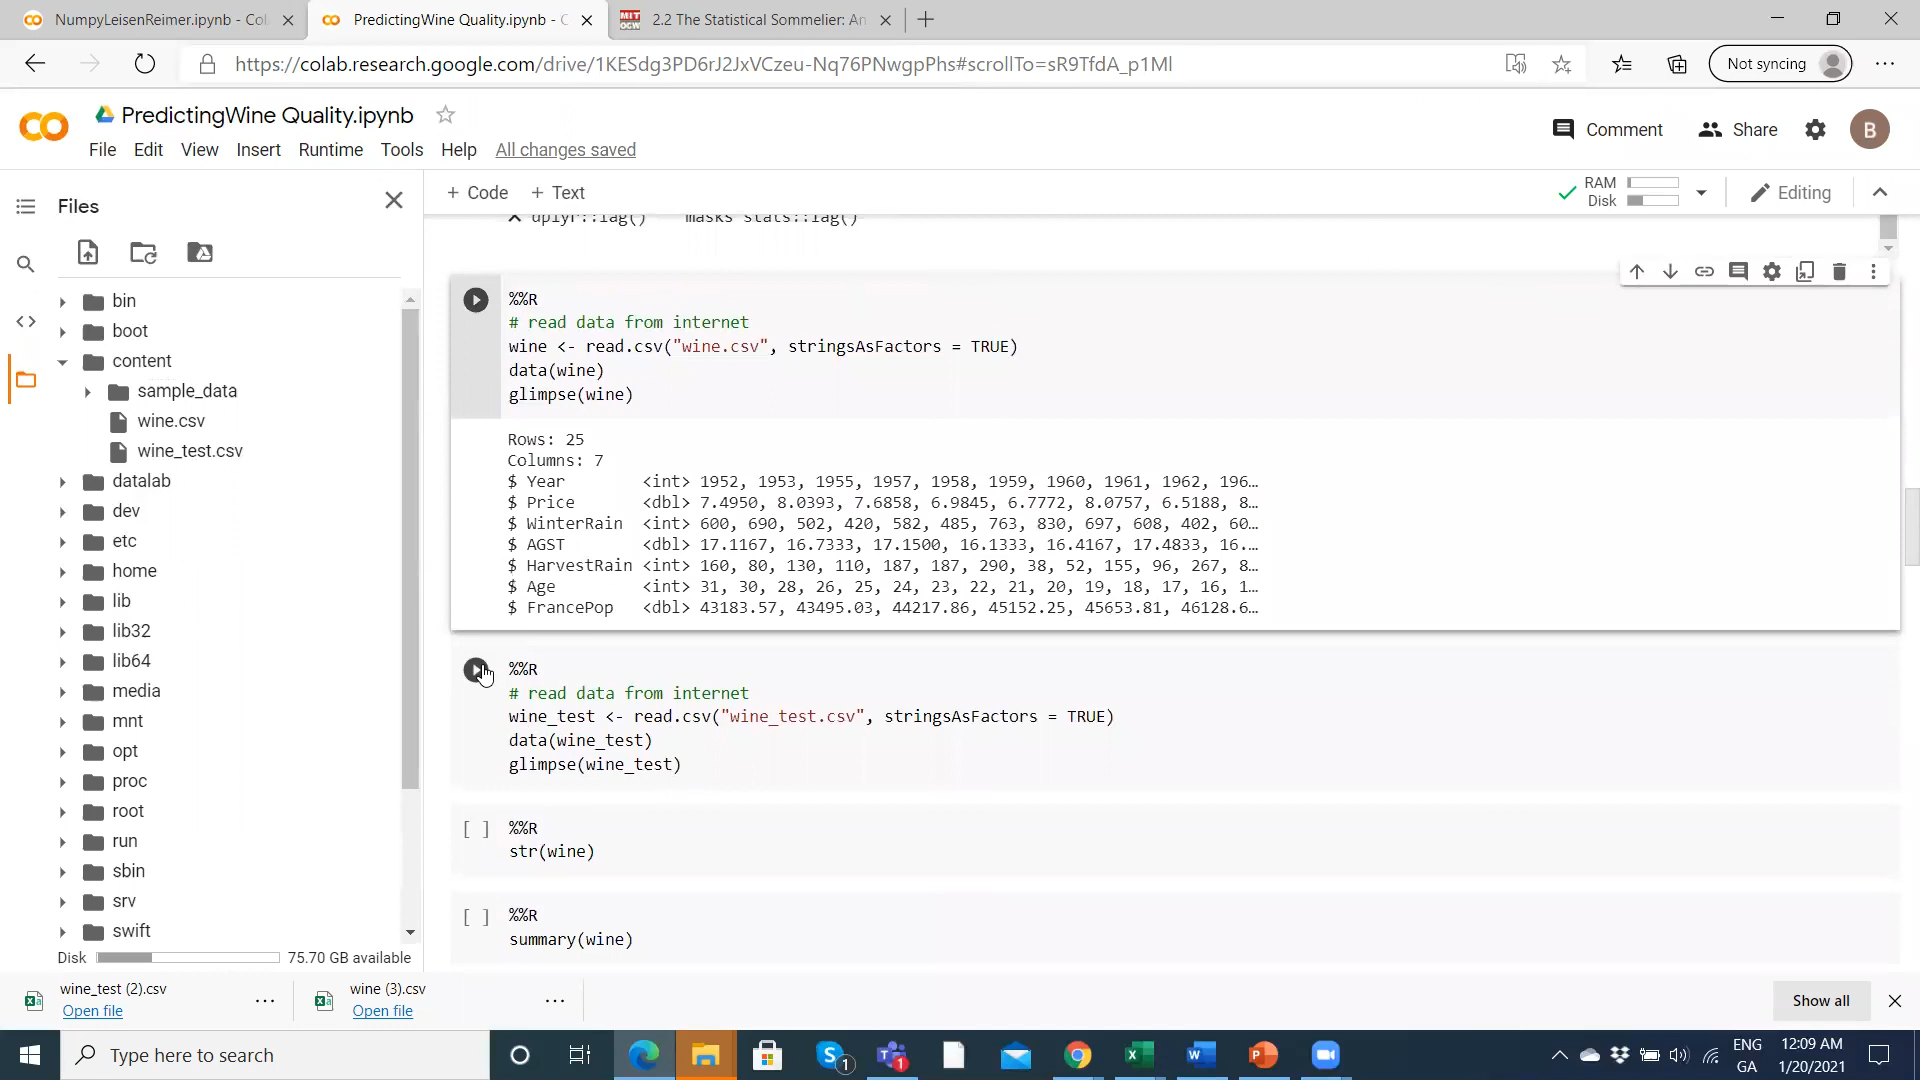 NumpyLeisenReimer.ipynb - Col
PredictingWine Quality.ipynb - C
MIT OCW
2.2 The Statistical Sommelier: An
https://colab.research.google.com/drive/1KESdg3PD6rJ2JxVCzeu-Nq76PNwgpPhs#scrollTo=sR9TfdA_p1Ml
Not syncing
CO
PredictingWine Quality.ipynb
File Edit View Insert Runtime Tools Help All changes saved
Comment
Share
B
Files
+ Code + Text
RAM
Disk
Editing
x dplyr::lag() masks stats::lag()
bin
boot
content
sample_data
wine.csv
wine_test.csv
datalab
dev
etc
home
lib
lib32
lib64
media
mnt
opt
proc
root
run
sbin
srv
swift
Disk 75.70 GB available
%%R
# read data from internet
wine <- read.csv("wine.csv", stringsAsFactors = TRUE)
data(wine)
glimpse(wine)
Rows: 25
Columns: 7
$ Year <int> 1952, 1953, 1955, 1957, 1958, 1959, 1960, 1961, 1962, 196…
$ Price <dbl> 7.4950, 8.0393, 7.6858, 6.9845, 6.7772, 8.0757, 6.5188, 8…
$ WinterRain <int> 600, 690, 502, 420, 582, 485, 763, 830, 697, 608, 402, 60…
$ AGST <dbl> 17.1167, 16.7333, 17.1500, 16.1333, 16.4167, 17.4833, 16.…
$ HarvestRain <int> 160, 80, 130, 110, 187, 187, 290, 38, 52, 155, 96, 267, 8…
$ Age <int> 31, 30, 28, 26, 25, 24, 23, 22, 21, 20, 19, 18, 17, 16, 1…
$ FrancePop <dbl> 43183.57, 43495.03, 44217.86, 45152.25, 45653.81, 46128.6…
%%R
# read data from internet
wine_test <- read.csv("wine_test.csv", stringsAsFactors = TRUE)
data(wine_test)
glimpse(wine_test)
[ ] %%R
str(wine)
[ ] %%R
summary(wine)
wine_test (2).csv
Open file
wine (3).csv
Open file
Show all
Type here to search
1
1
ENG
GA
12:09 AM
1/20/2021